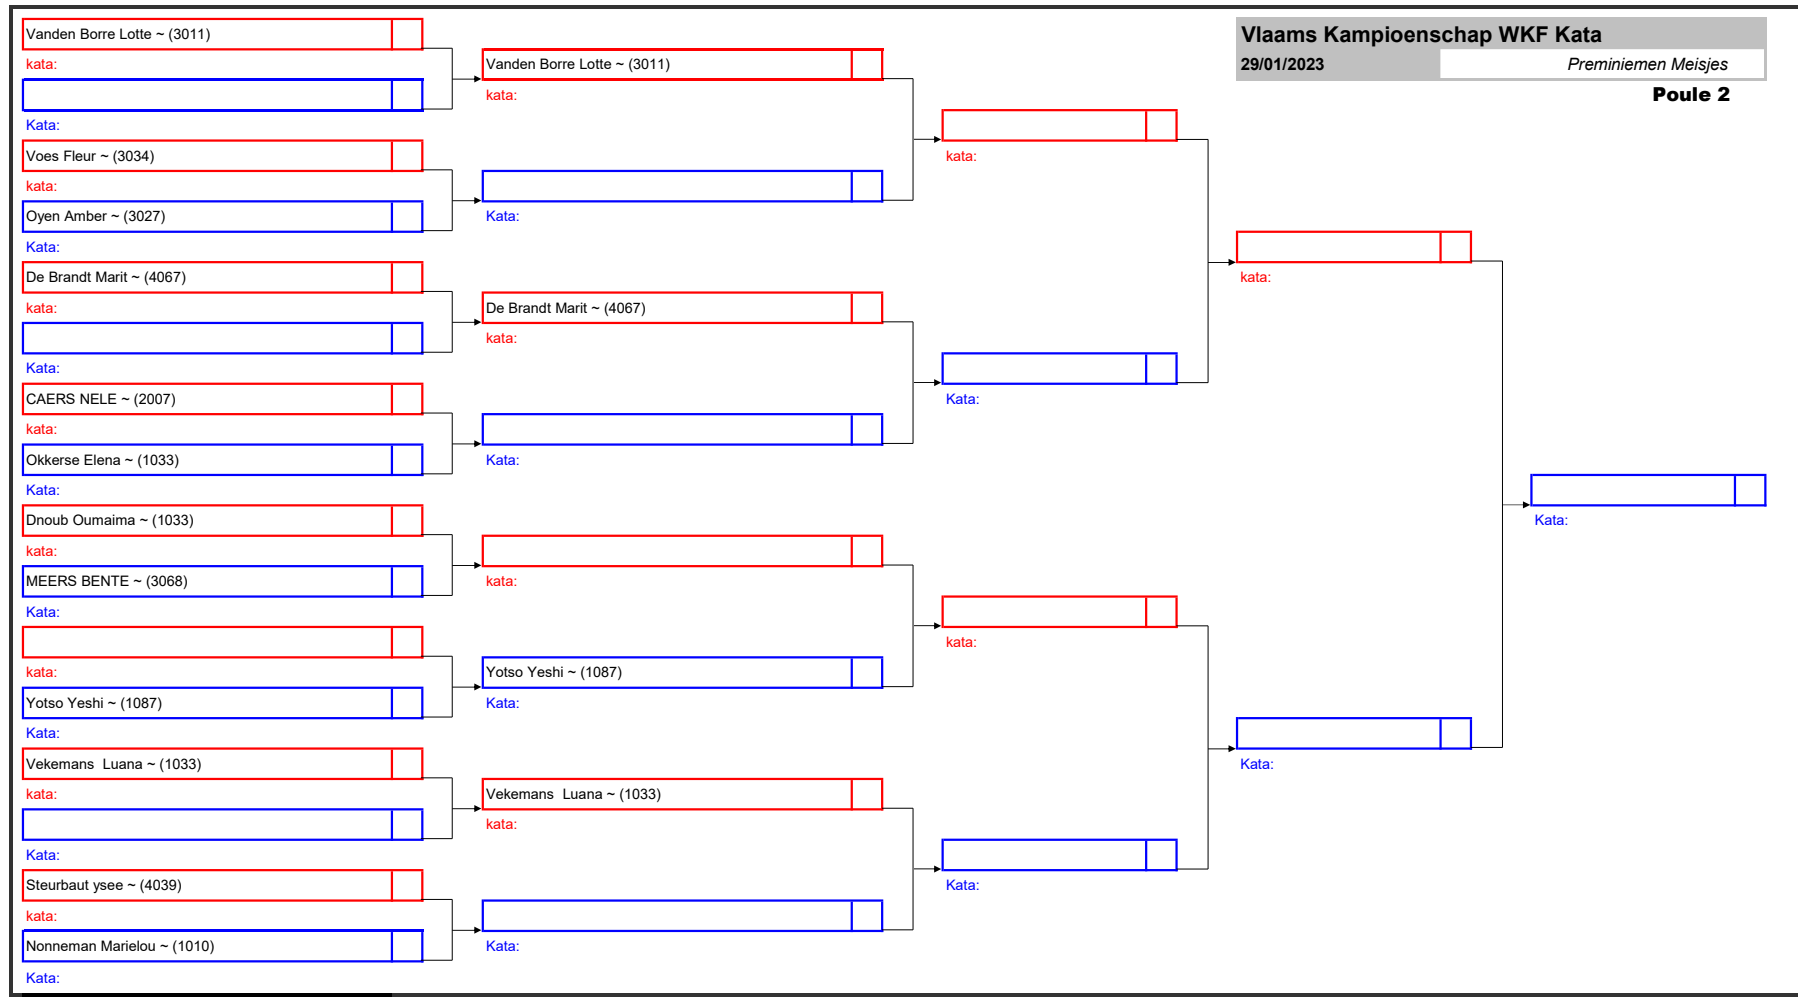 Vlaams Kampioenschap WKF Kata
29/01/2023 Preminiemen Meisjes
Poule 2
Vanden Borre Lotte ~ (3011)
kata:
Kata:
Voes Fleur ~ (3034)
kata:
Oyen Amber ~ (3027)
Kata:
De Brandt Marit ~ (4067)
kata:
Kata:
CAERS NELE ~ (2007)
kata:
Okkerse Elena ~ (1033)
Kata:
Dnoub Oumaima ~ (1033)
kata:
MEERS BENTE ~ (3068)
Kata:
kata:
Yotso Yeshi ~ (1087)
Kata:
Vekemans  Luana ~ (1033)
kata:
Kata:
Steurbaut ysee ~ (4039)
kata:
Nonneman Marielou ~ (1010)
Kata:
Vanden Borre Lotte ~ (3011)
kata:
Kata:
De Brandt Marit ~ (4067)
kata:
Kata:
kata:
Yotso Yeshi ~ (1087)
Kata:
Vekemans  Luana ~ (1033)
kata:
Kata:
kata:
Kata:
kata:
Kata:
kata:
Kata:
Kata: